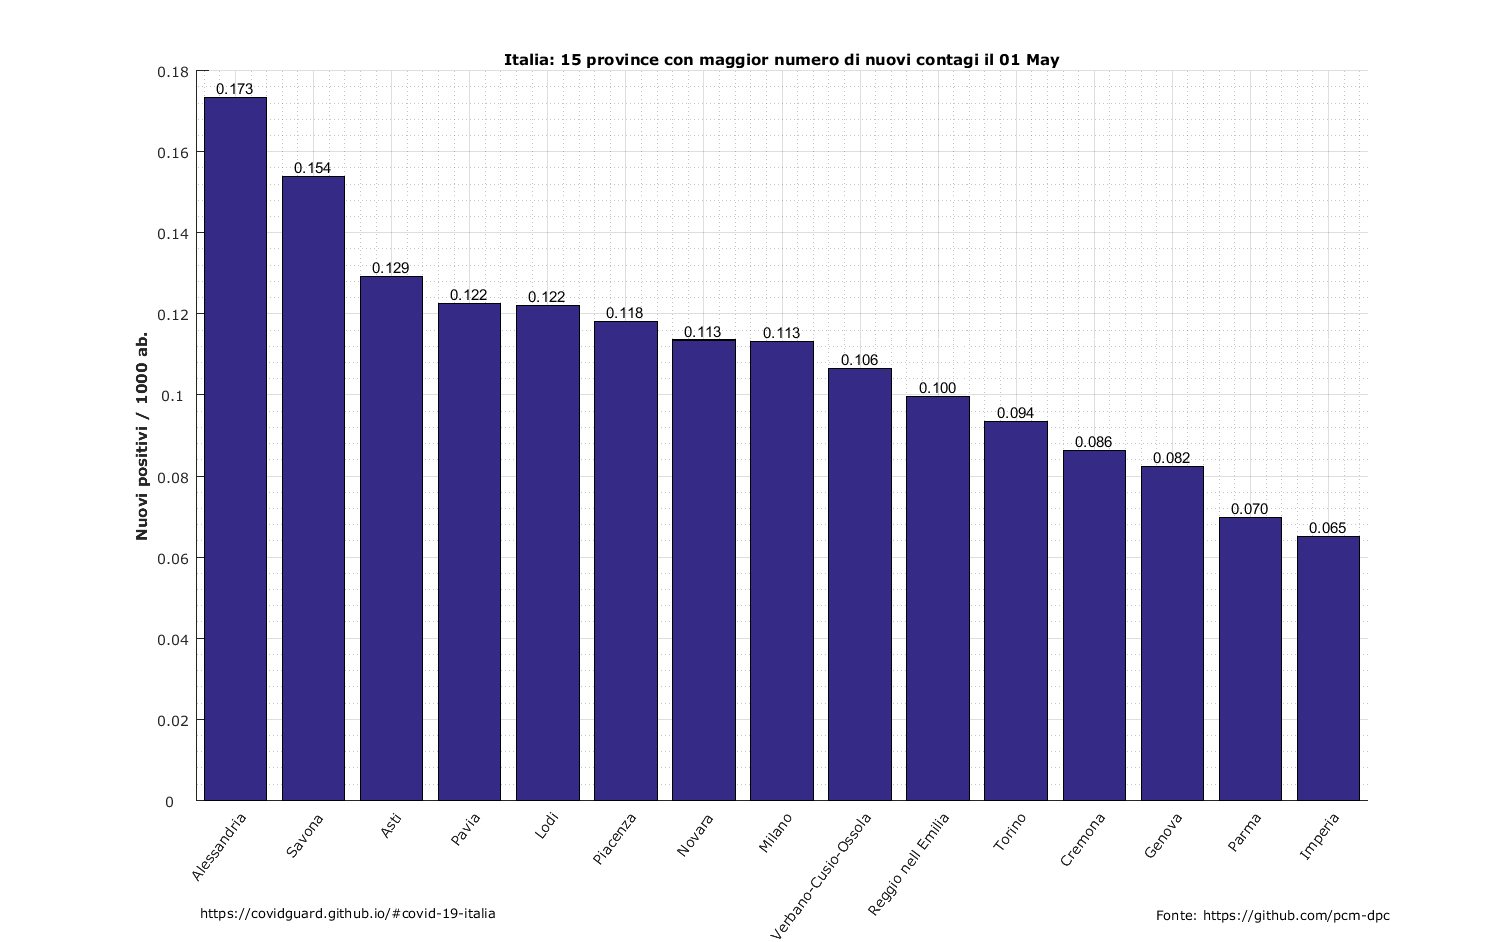 Italia: 15 province con maggior numero di nuovi contagi il 01 May
Nuovi positivi / 1000 ab.
0.18
0.16
0.14
0.12
0.1
0.08
0.06
0.04
0.02
0
0.173
0.154
0.129
0.122
0.122
0.118
0.113
0.113
0.106
0.100
0.094
0.086
0.082
0.070
0.065
Alessandria
Savona
Asti
Pavia
Lodi
Piacenza
Novara
Milano
Verbano-Cusio-Ossola
Reggio nell Emilia
Torino
Cremona
Genova
Parma
Imperia
https://covidguard.github.io/#covid-19-italia
Fonte: https://github.com/pcm-dpc